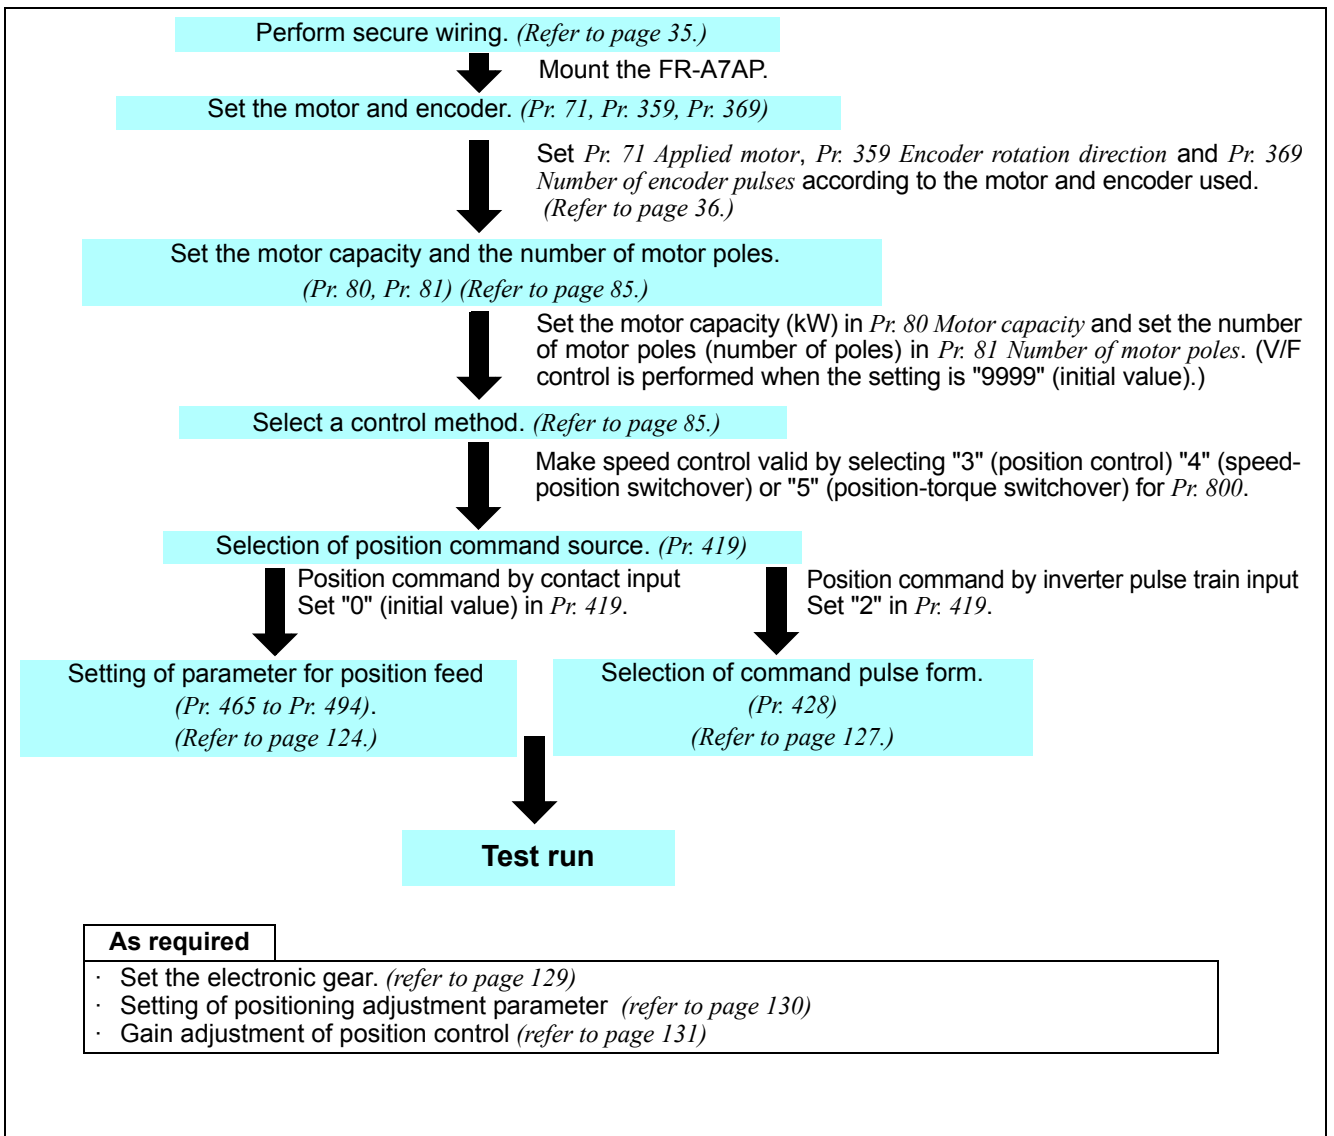 Perform secure wiring. (Refer to page 35.)
Mount the FR-A7AP.
Set the motor and encoder. (Pr. 71, Pr. 359, Pr. 369)
Set Pr. 71 Applied motor, Pr. 359 Encoder rotation direction and Pr. 369
Number of encoder pulses according to the motor and encoder used.
(Refer to page 36.)
Set the motor capacity and the number of motor poles.
(Pr. 80, Pr. 81) (Refer to page 85.)
Set the motor capacity (kW) in Pr. 80 Motor capacity and set the number
of motor poles (number of poles) in Pr. 81 Number of motor poles. (V/F
control is performed when the setting is "9999" (initial value).)
Select a control method. (Refer to page 85.)
Make speed control valid by selecting "3" (position control) "4" (speed-
position switchover) or "5" (position-torque switchover) for Pr. 800.
Selection of position command source. (Pr. 419)
Position command by contact input
Set "0" (initial value) in Pr. 419.
Position command by inverter pulse train input
Set "2" in Pr. 419.
Setting of parameter for position feed
(Pr. 465 to Pr. 494).
(Refer to page 124.)
Selection of command pulse form.
(Pr. 428)
(Refer to page 127.)
Test run
As required
· Set the electronic gear. (refer to page 129)
· Setting of positioning adjustment parameter (refer to page 130)
· Gain adjustment of position control (refer to page 131)